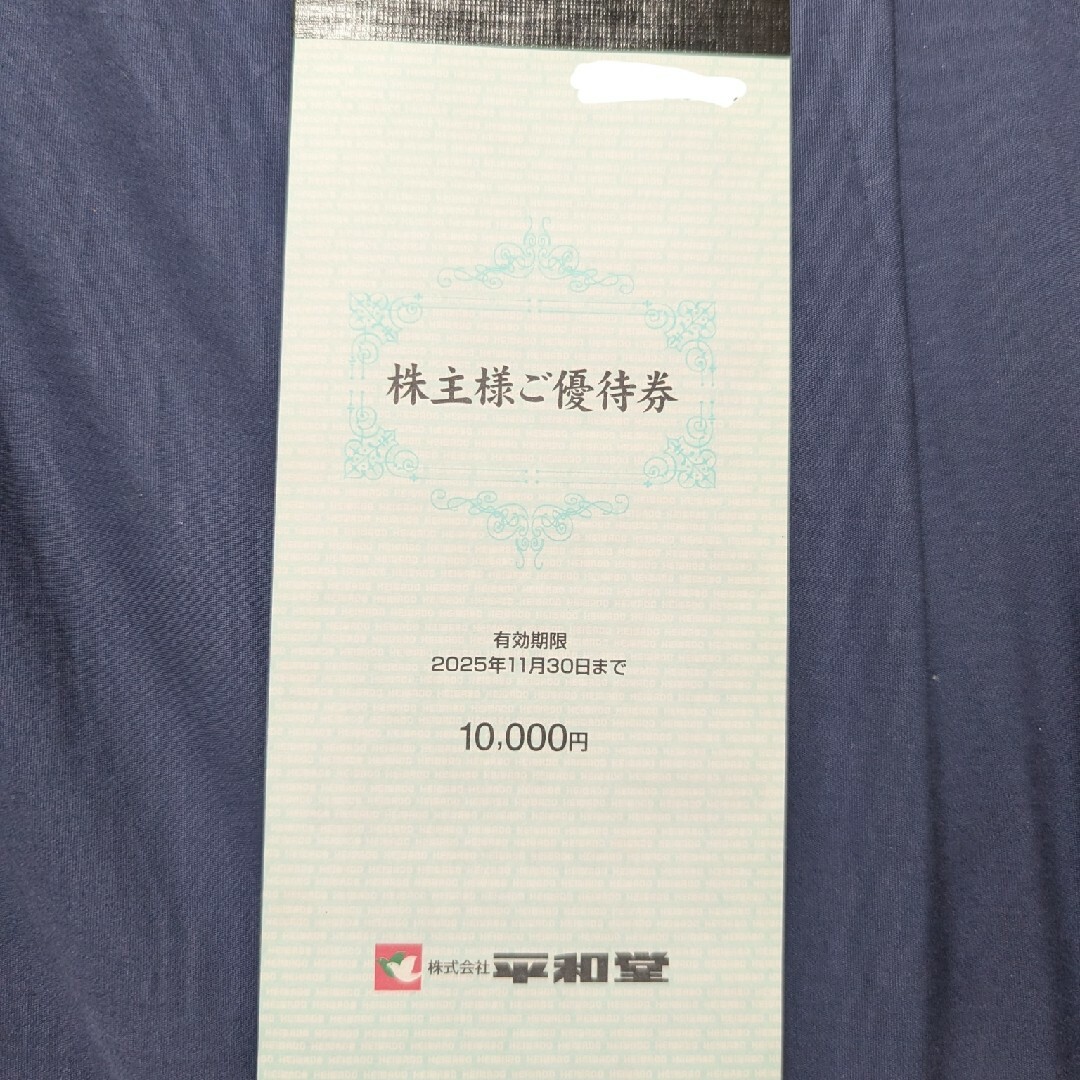 株主様ご優待券
有効期限
2025年11月30日まで
10,000円
株式会社 平和堂